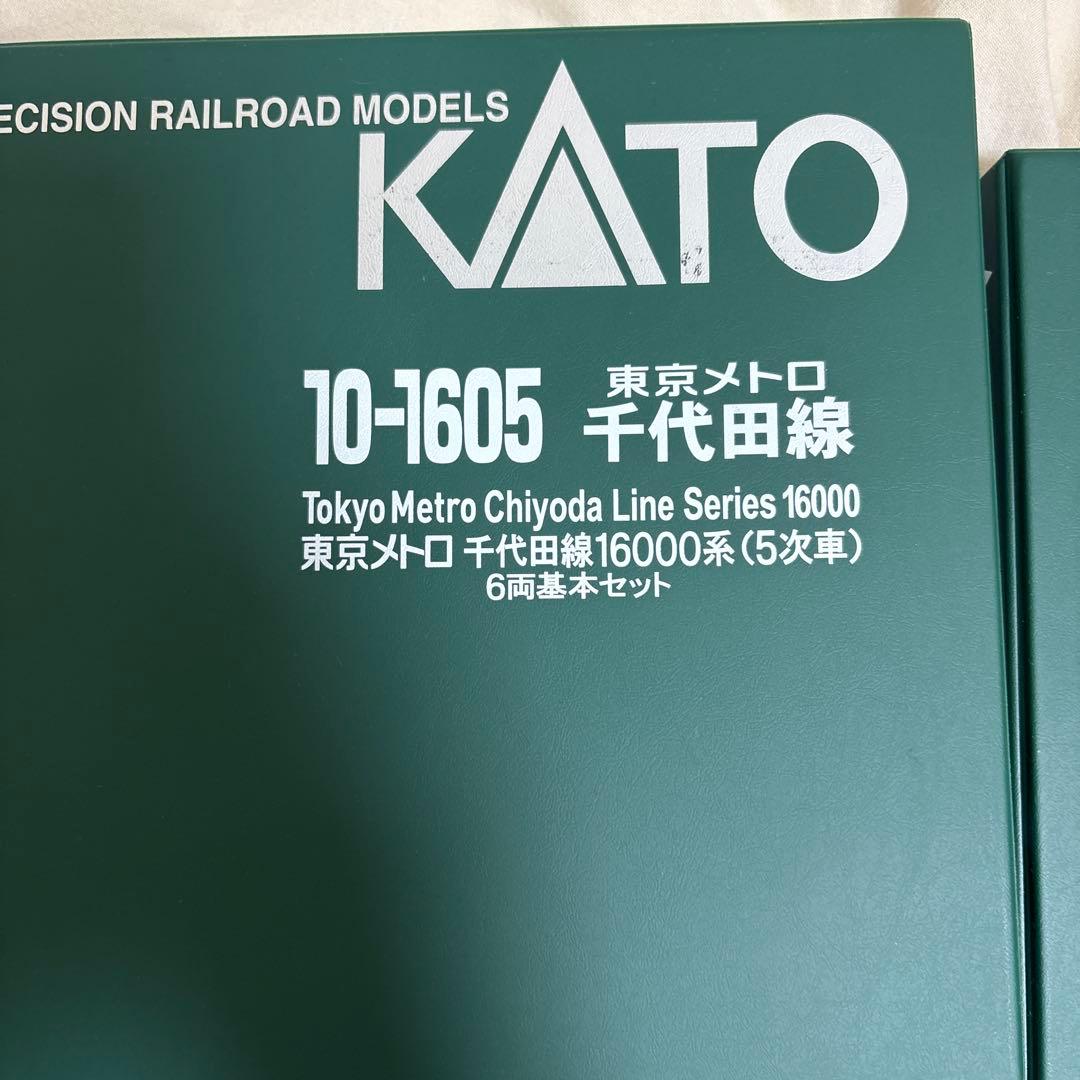 ECISION RAILROAD MODELS
KATO
10-1605
東京メトロ
千代田線
Tokyo Metro Chiyoda Line Series 16000
東京メトロ 千代田線16000系(5次車)
6両基本セット